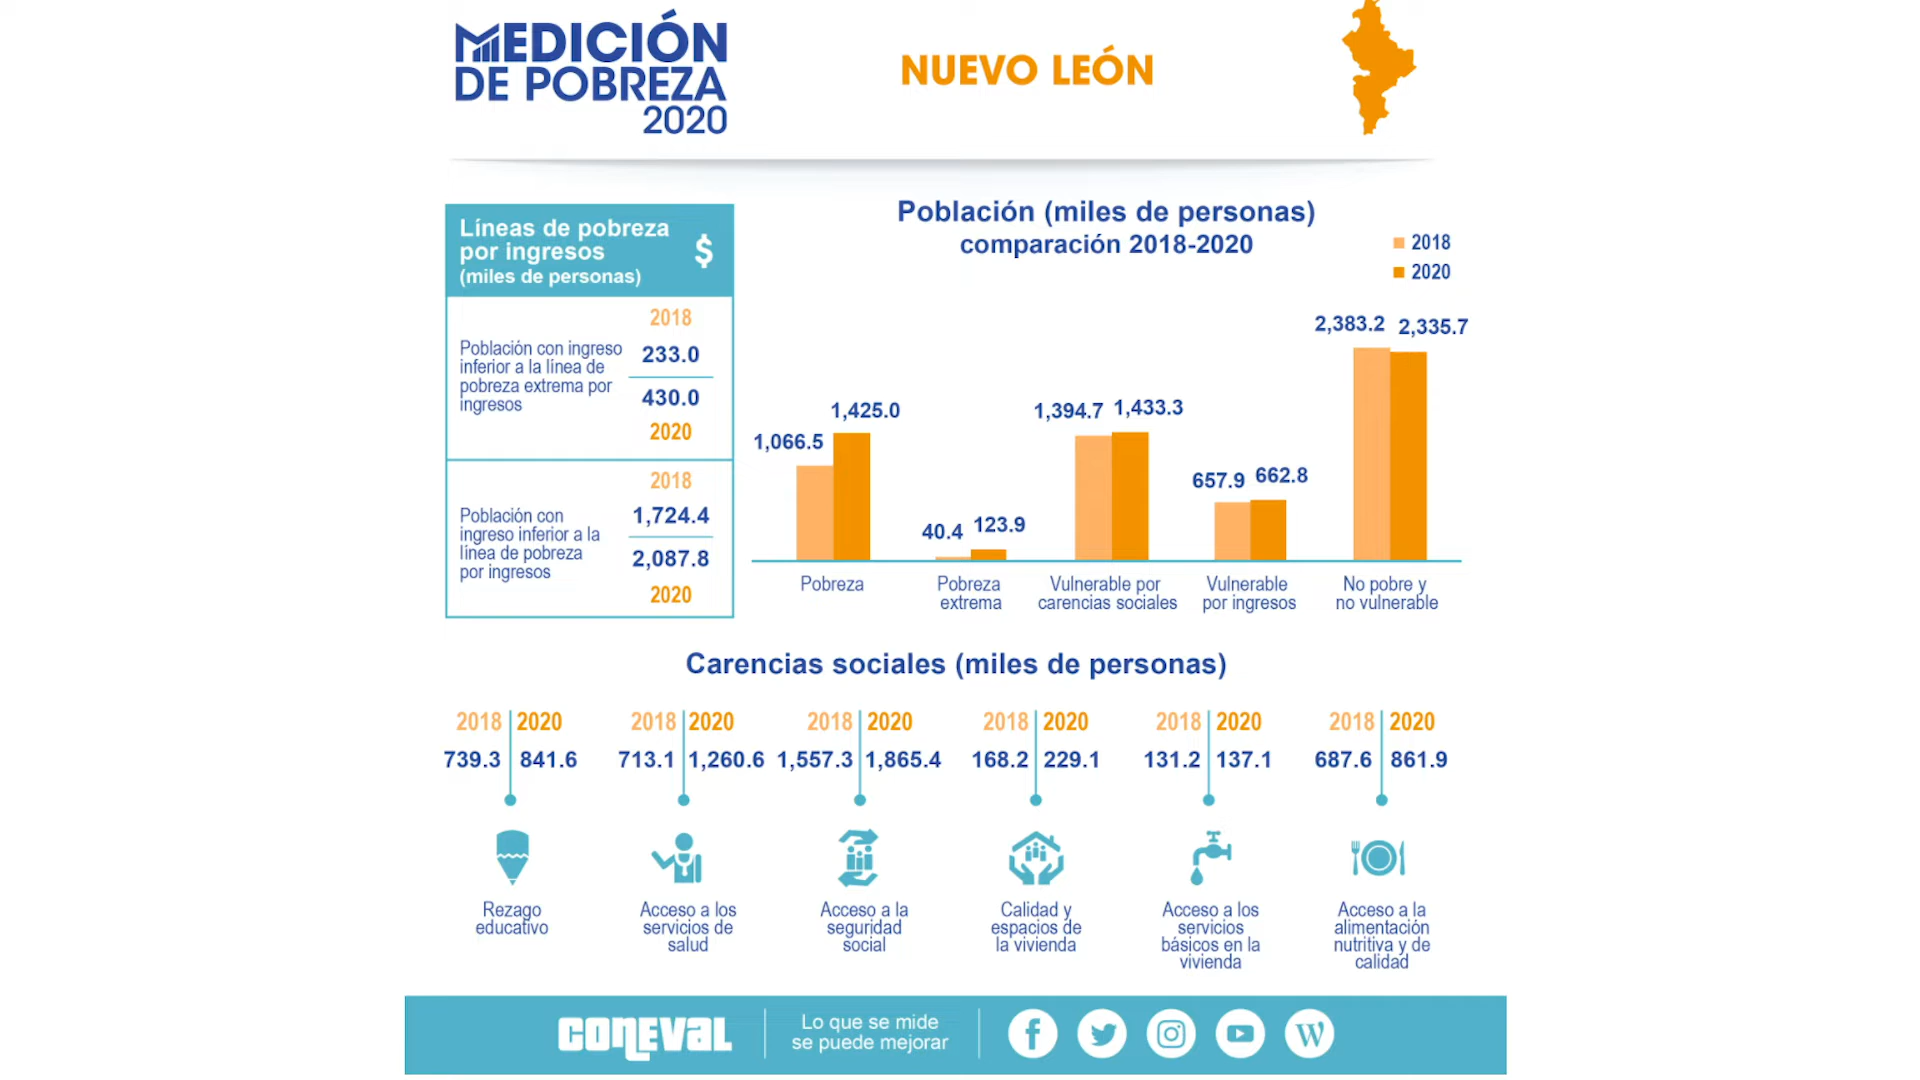 MEDICIÓN
DE POBREZA
2020
NUEVO LEÓN
Líneas de pobreza
por ingresos
(miles de personas)
$
2018
Población con ingreso
inferior a la línea de
pobreza extrema por
ingresos
233.0
430.0
2020
2018
Población con
ingreso inferior a la
línea de pobreza
por ingresos
1,724.4
2,087.8
2020
Población (miles de personas)
comparación 2018-2020
2018
2020
1,066.5
1,425.0
40.4
123.9
1,394.7
1,433.3
657.9
662.8
2,383.2
2,335.7
Pobreza
Pobreza
extrema
Vulnerable por
carencias sociales
Vulnerable
por ingresos
No pobre y
no vulnerable
Carencias sociales (miles de personas)
2018 2020
739.3 841.6
Rezago
educativo
2018 2020
713.1 1,260.6
Acceso a los
servicios de
salud
2018 2020
1,557.3 1,865.4
Acceso a la
seguridad
social
2018 2020
168.2 229.1
Calidad y
espacios de
la vivienda
2018 2020
131.2 137.1
Acceso a los
servicios
básicos en la
vivienda
2018 2020
687.6 861.9
Acceso a la
alimentación
nutritiva y de
calidad
CONEVAL
Lo que se mide
se puede mejorar